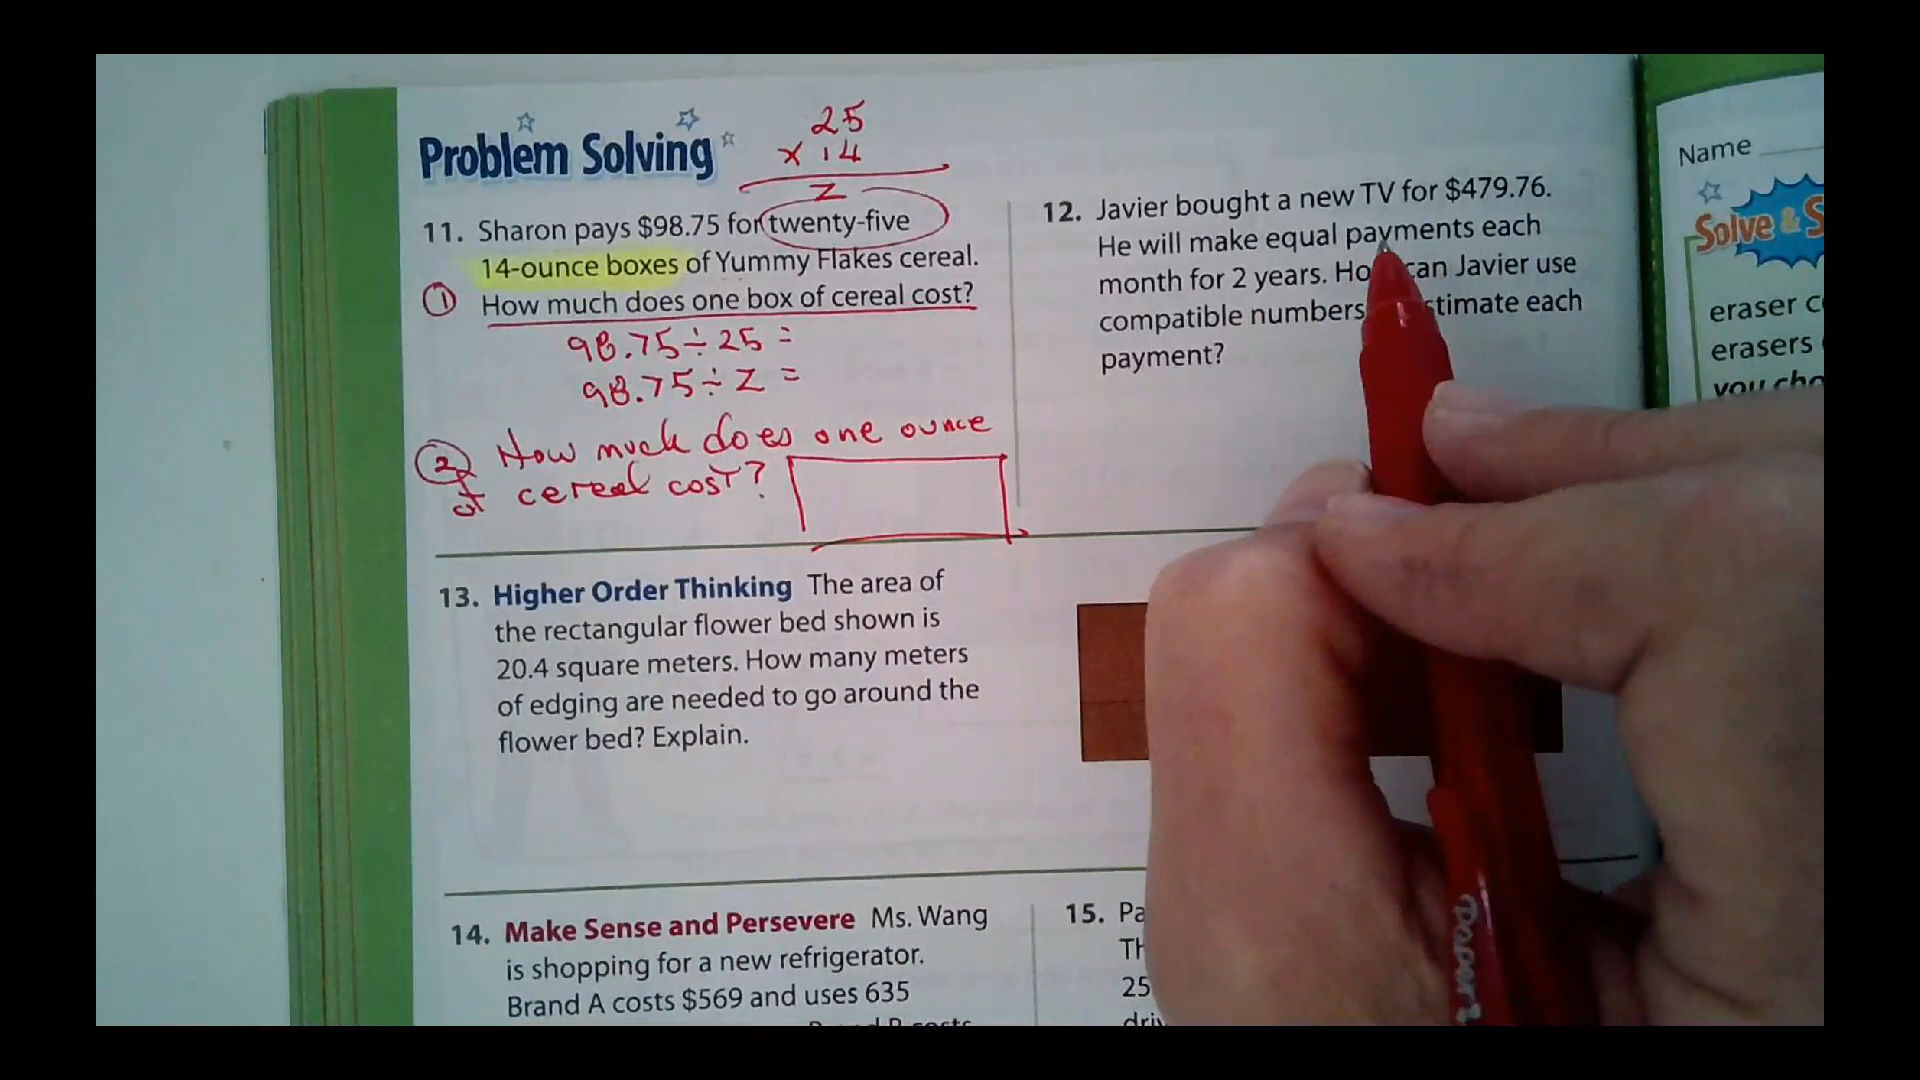 Problem Solving
25
x 14
z
11. Sharon pays $98.75 for twenty-five
14-ounce boxes of Yummy Flakes cereal.
① How much does one box of cereal cost?
98.75 ÷ 25 =
98.75 ÷ z =
② How much does one ounce
of cereal cost?
12. Javier bought a new TV for $479.76.
He will make equal payments each
month for 2 years. How can Javier use
compatible numbers estimate each
payment?
13. Higher Order Thinking The area of
the rectangular flower bed shown is
20.4 square meters. How many meters
of edging are needed to go around the
flower bed? Explain.
14. Make Sense and Persevere Ms. Wang
is shopping for a new refrigerator.
Brand A costs $569 and uses 635
15.
25
Name
Solve &
erasers
Paper